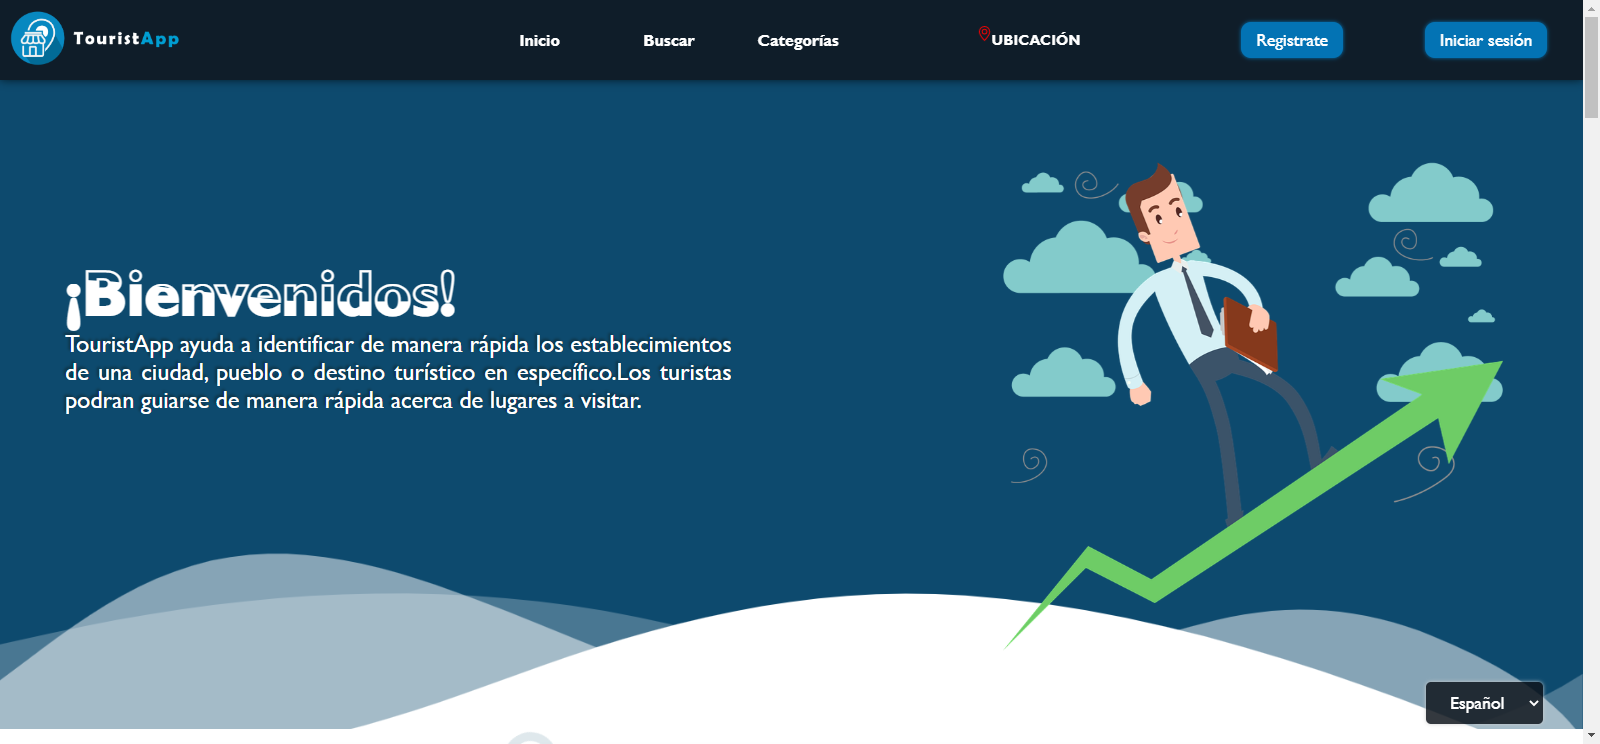 TouristApp
Inicio
Buscar
Categorías
UBICACIÓN
Registrate
Iniciar sesión
¡Bienvenidos!
TouristApp ayuda a identificar de manera rápida los establecimientos
de una ciudad, pueblo o destino turístico en específico.Los turistas
podran guiarse de manera rápida acerca de lugares a visitar.
Español